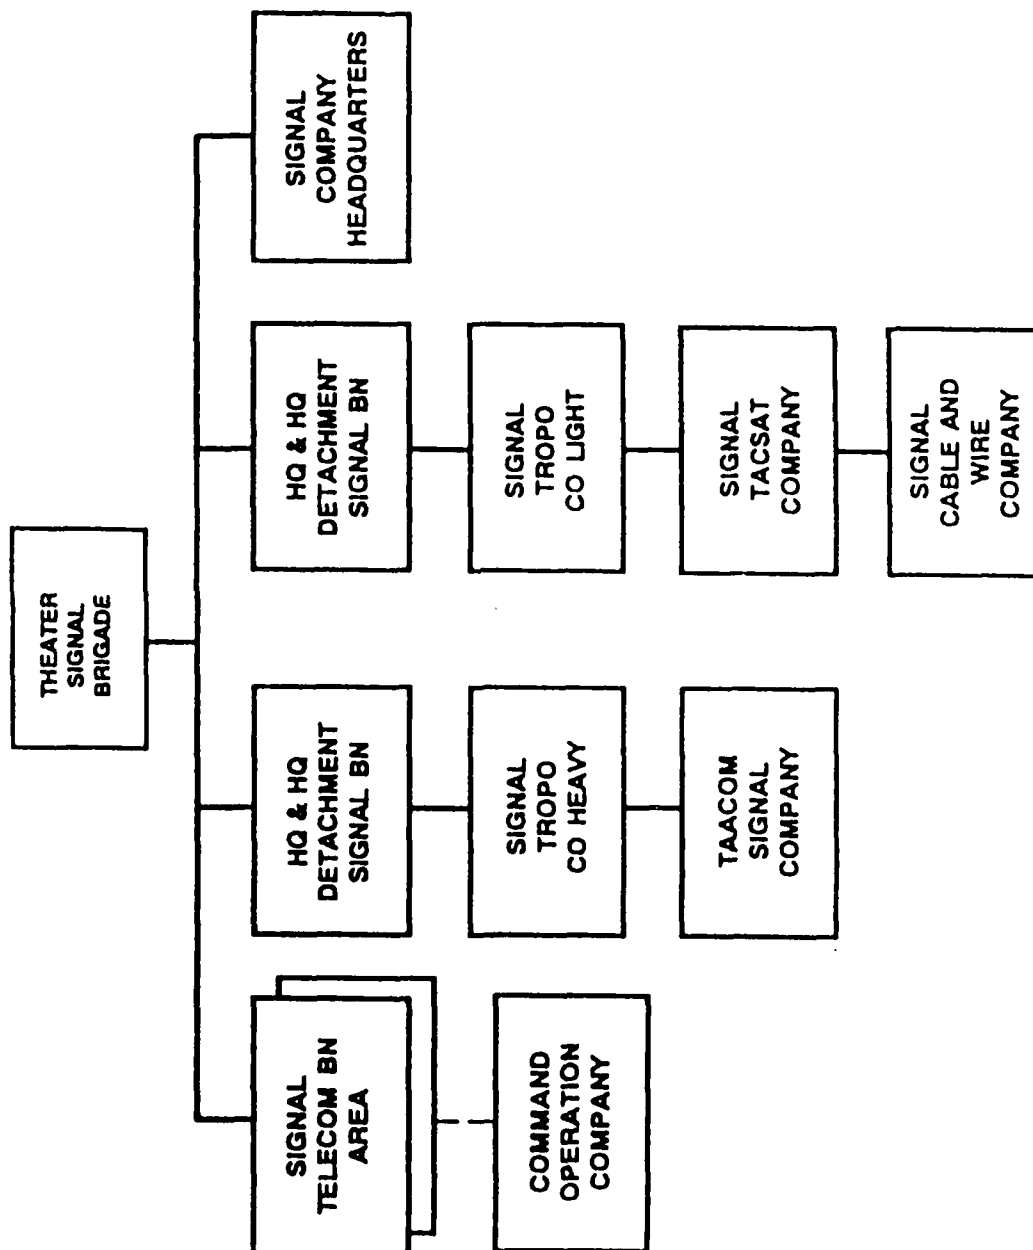 THEATER
SIGNAL
BRIGADE
SIGNAL
TELECOM BN
AREA
COMMAND
OPERATION
COMPANY
HQ & HQ
DETACHMENT
SIGNAL BN
SIGNAL
TROPO
CO HEAVY
TAACOM
SIGNAL
COMPANY
HQ & HQ
DETACHMENT
SIGNAL BN
SIGNAL
TROPO
CO LIGHT
SIGNAL
TACSAT
COMPANY
SIGNAL
CABLE AND
WIRE
COMPANY
SIGNAL
COMPANY
HEADQUARTERS